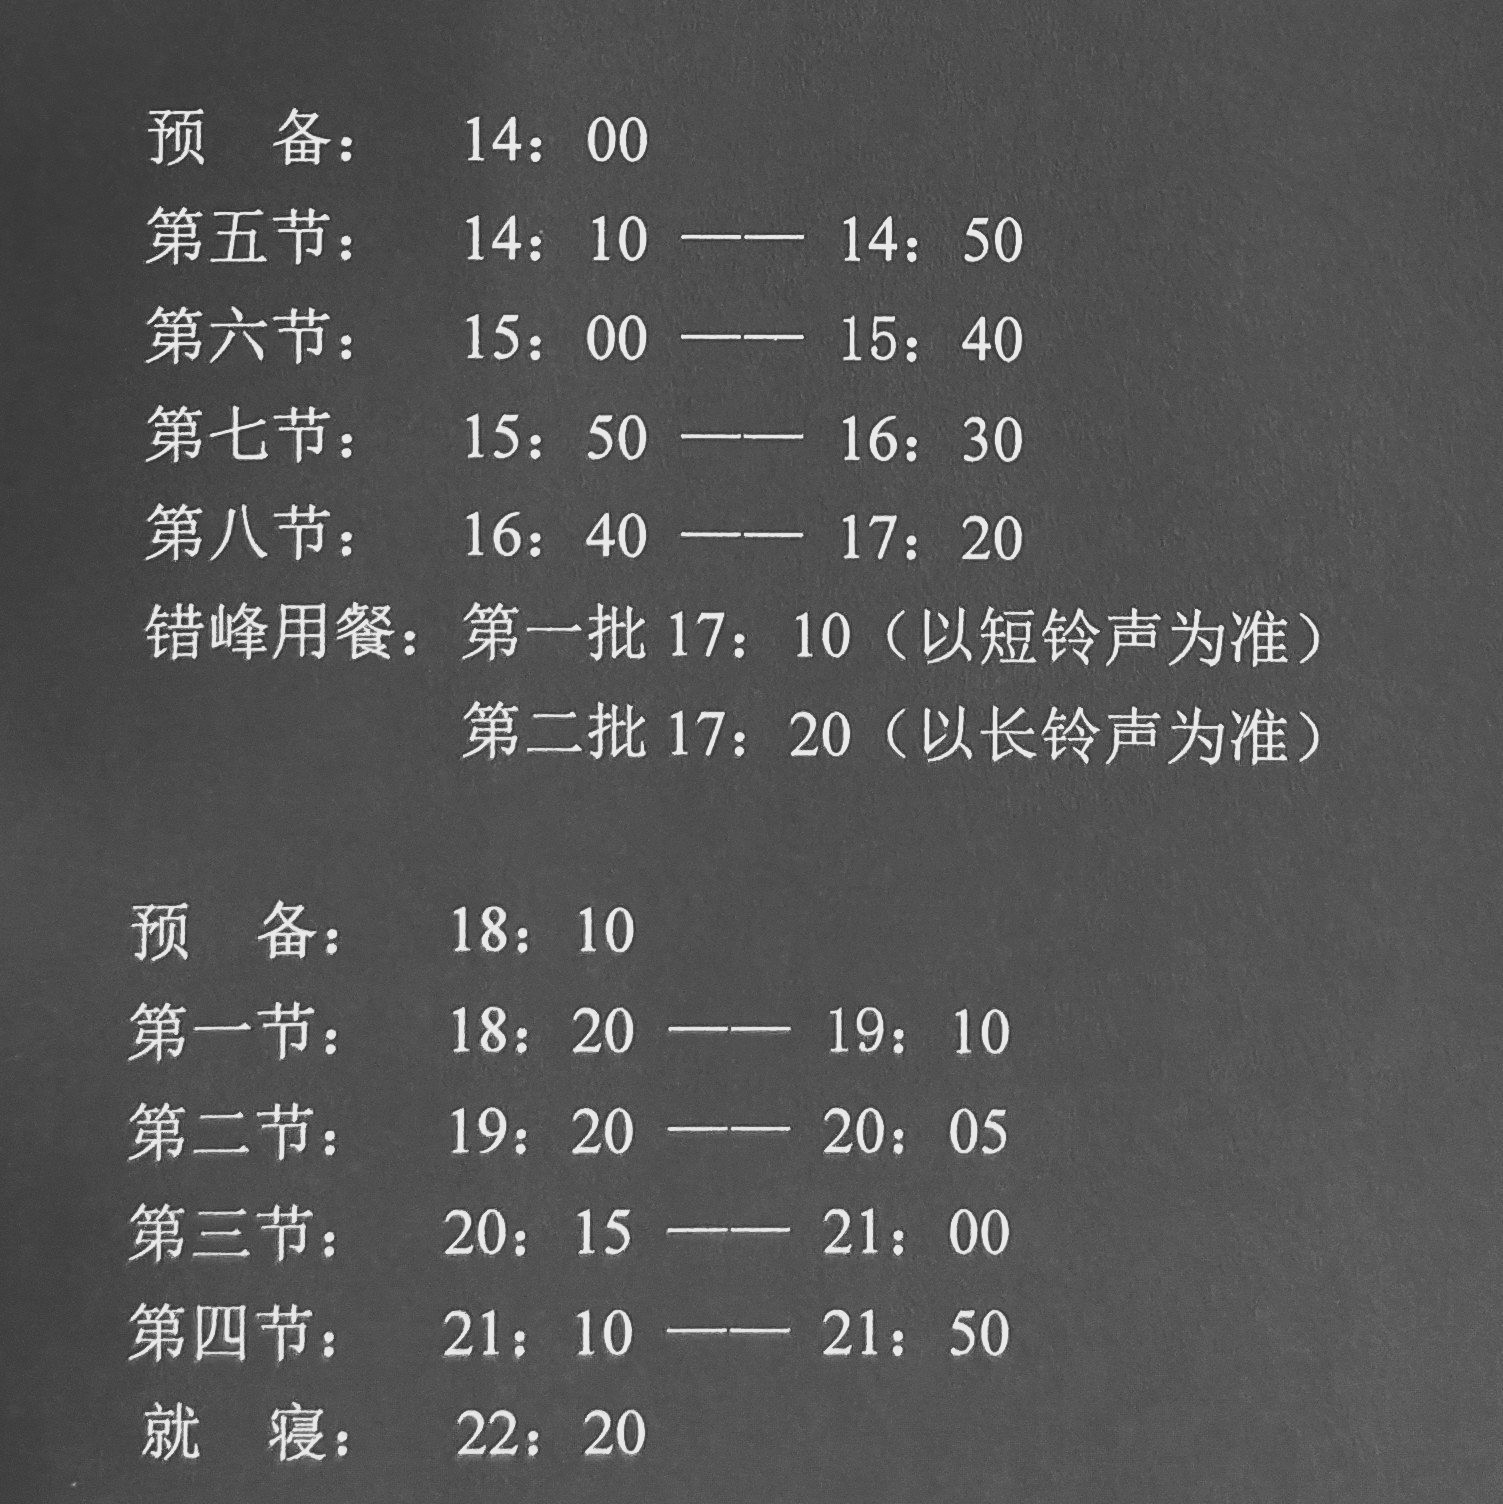 预　备：　14：00
第五节：　14：10 —— 14：50
第六节：　15：00 —— 15：40
第七节：　15：50 —— 16：30
第八节：　16：40 —— 17：20
错峰用餐：第一批 17：10（以短铃声为准）
第二批 17：20（以长铃声为准）
预　备：　18：10
第一节：　18：20 —— 19：10
第二节：　19：20 —— 20：05
第三节：　20：15 —— 21：00
第四节：　21：10 —— 21：50
就　寝：　22：20